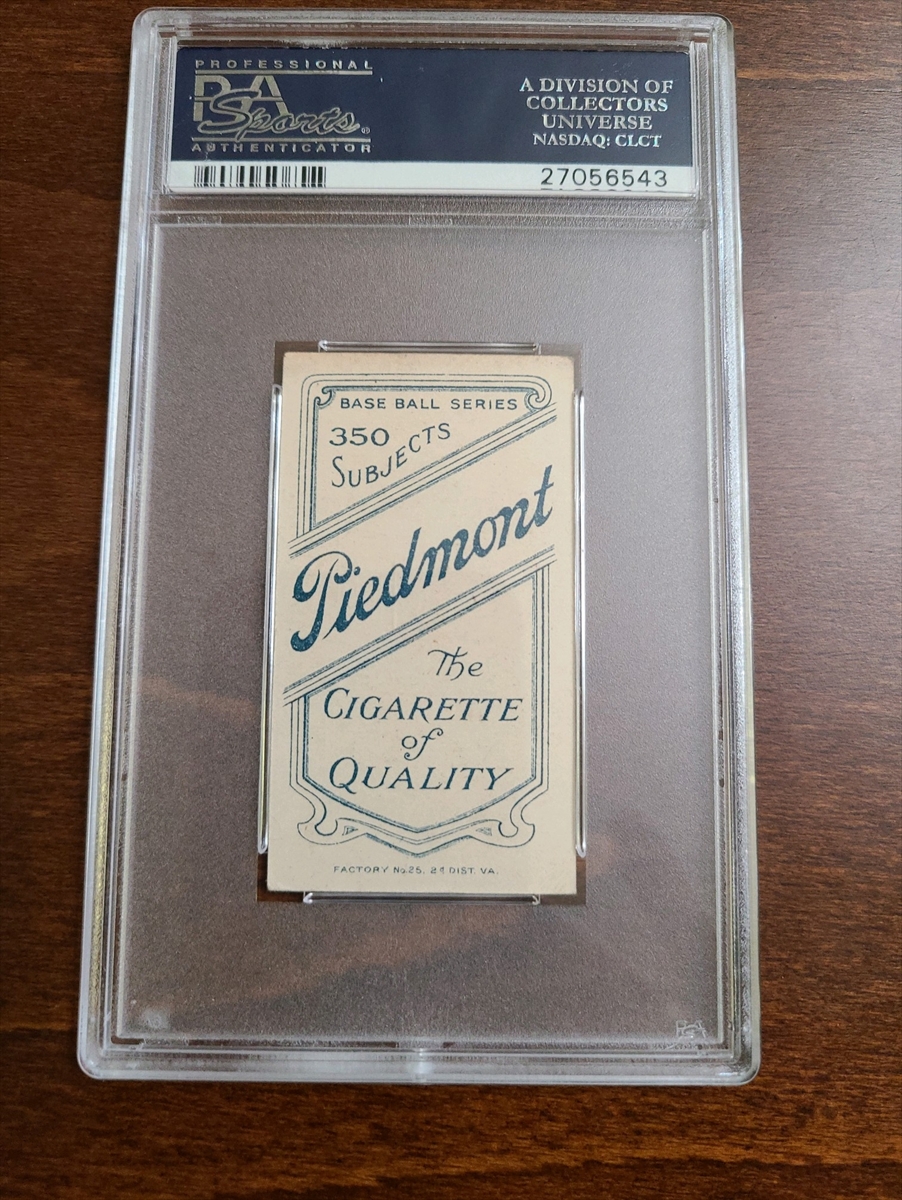 PROFESSIONAL
PSA
Sports®
AUTHENTICATOR
A DIVISION OF
COLLECTORS
UNIVERSE
NASDAQ: CLCT
27056543
BASE BALL SERIES
350
SUBJECTS
Piedmont
The
CIGARETTE
of
QUALITY
FACTORY No. 25, 2d DIST. VA.
PSA